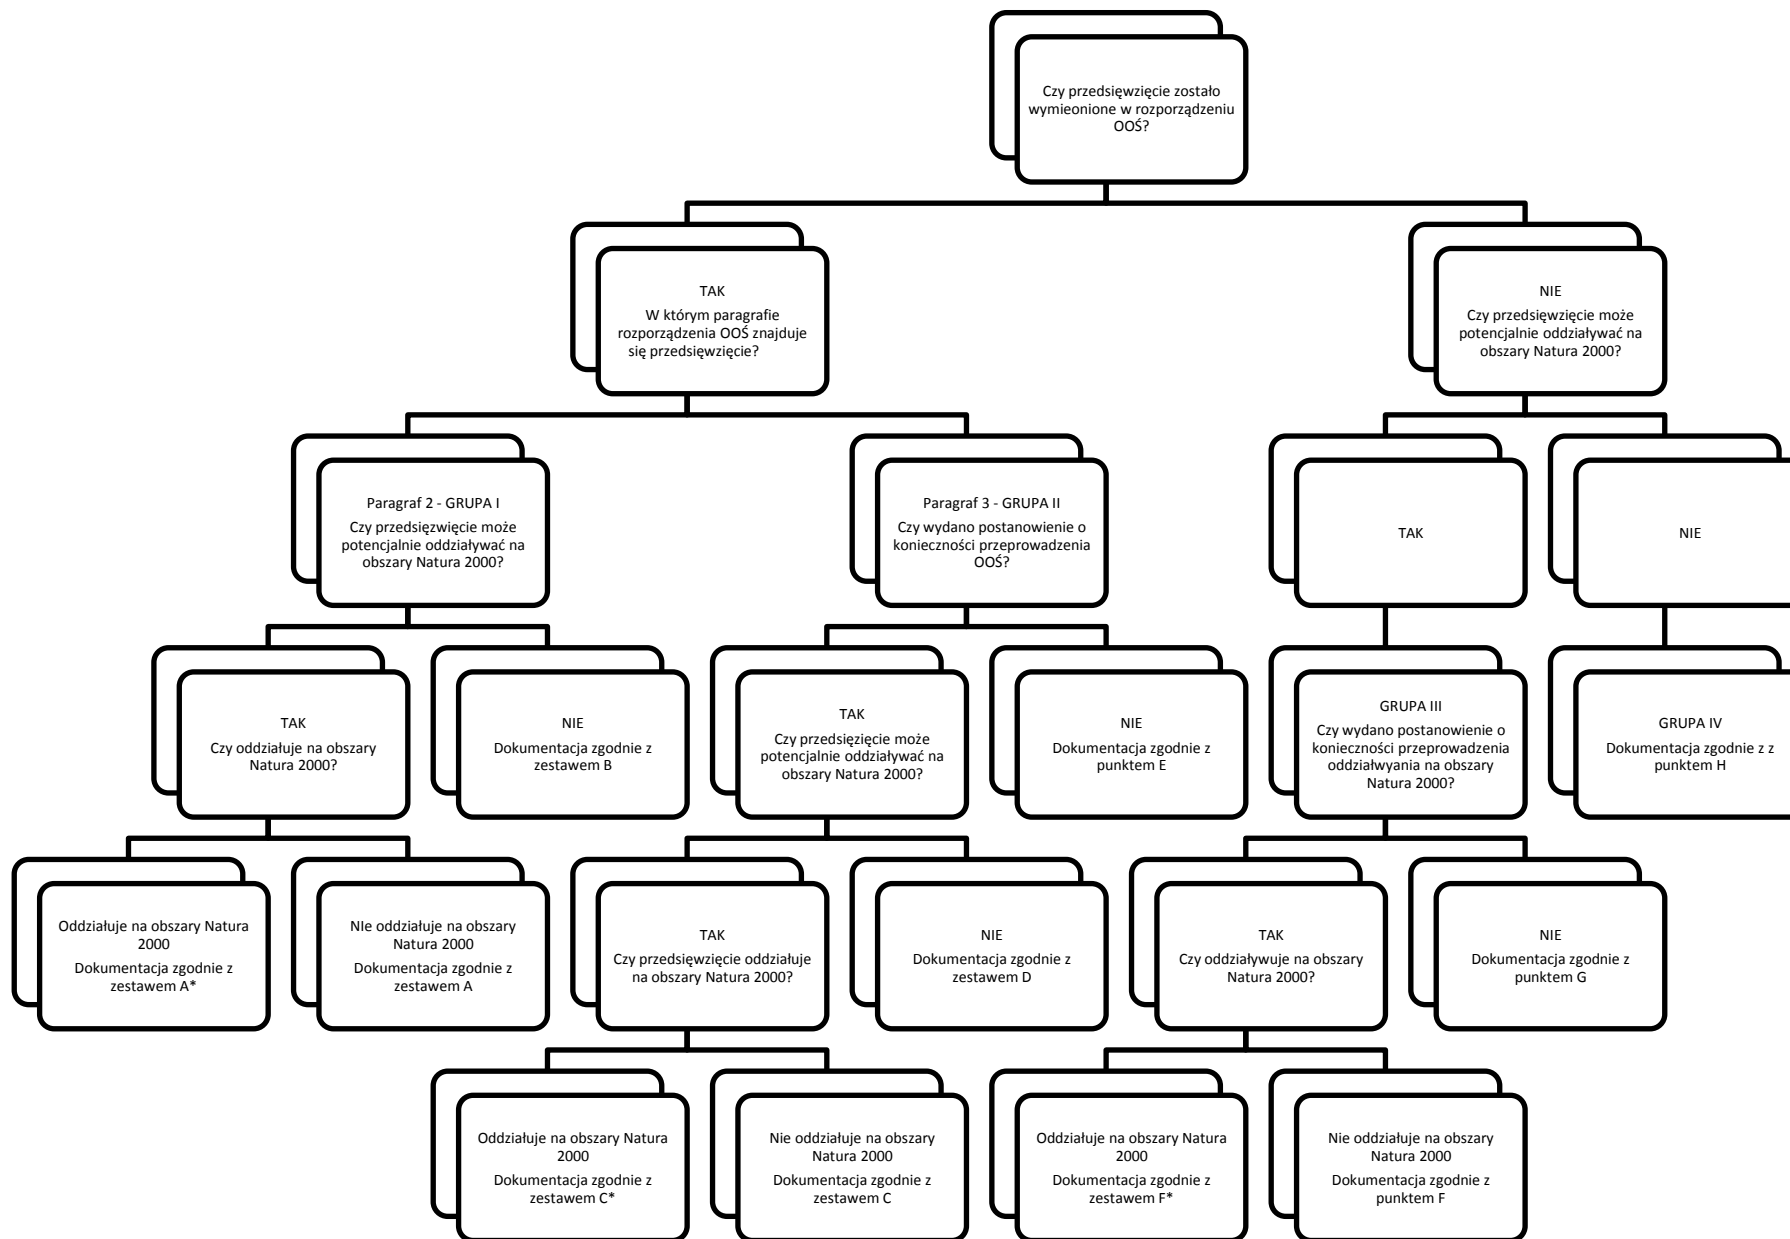 Czy przedsięwzięcie zostało
wymieonione w rozporządzeniu
OOŚ?
TAK
W którym paragrafie
rozporządzenia OOŚ znajduje
się przedsięwzięcie?
NIE
Czy przedsięwzięcie może
potencjalnie oddziaływać na
obszary Natura 2000?
Paragraf 2 - GRUPA I
Czy przedsięzwięcie może
potencjalnie oddziaływać na
obszary Natura 2000?
Paragraf 3 - GRUPA II
Czy wydano postanowienie o
konieczności przeprowadzenia
OOŚ?
TAK
NIE
TAK
Czy oddziałuje na obszary
Natura 2000?
NIE
Dokumentacja zgodnie z
zestawem B
TAK
Czy przedsięzięcie może
potencjalnie oddziaływać na
obszary Natura 2000?
NIE
Dokumentacja zgodnie z
punktem E
GRUPA III
Czy wydano postanowienie o
konieczności przeprowadzenia
oddziałwyania na obszary
Natura 2000?
GRUPA IV
Dokumentacja zgodnie z z
punktem H
Oddziałuje na obszary Natura
2000
Dokumentacja zgodnie z
zestawem A*
NIe oddziałuje na obszary
Natura 2000
Dokumentacja zgodnie z
zestawem A
TAK
Czy przedsięwzięcie oddziałuje
na obszary Natura 2000?
NIE
Dokumentacja zgodnie z
zestawem D
TAK
Czy oddziaływuje na obszary
Natura 2000?
NIE
Dokumentacja zgodnie z
punktem G
Oddziałuje na obszary Natura
2000
Dokumentacja zgodnie z
zestawem C*
Nie oddziałuje na obszary
Natura 2000
Dokumentacja zgodnie z
zestawem C
Oddziałuje na obszary Natura
2000
Dokumentacja zgodnie z
zestawem F*
Nie oddziałuje na obszary
Natura 2000
Dokumentacja zgodnie z
punktem F